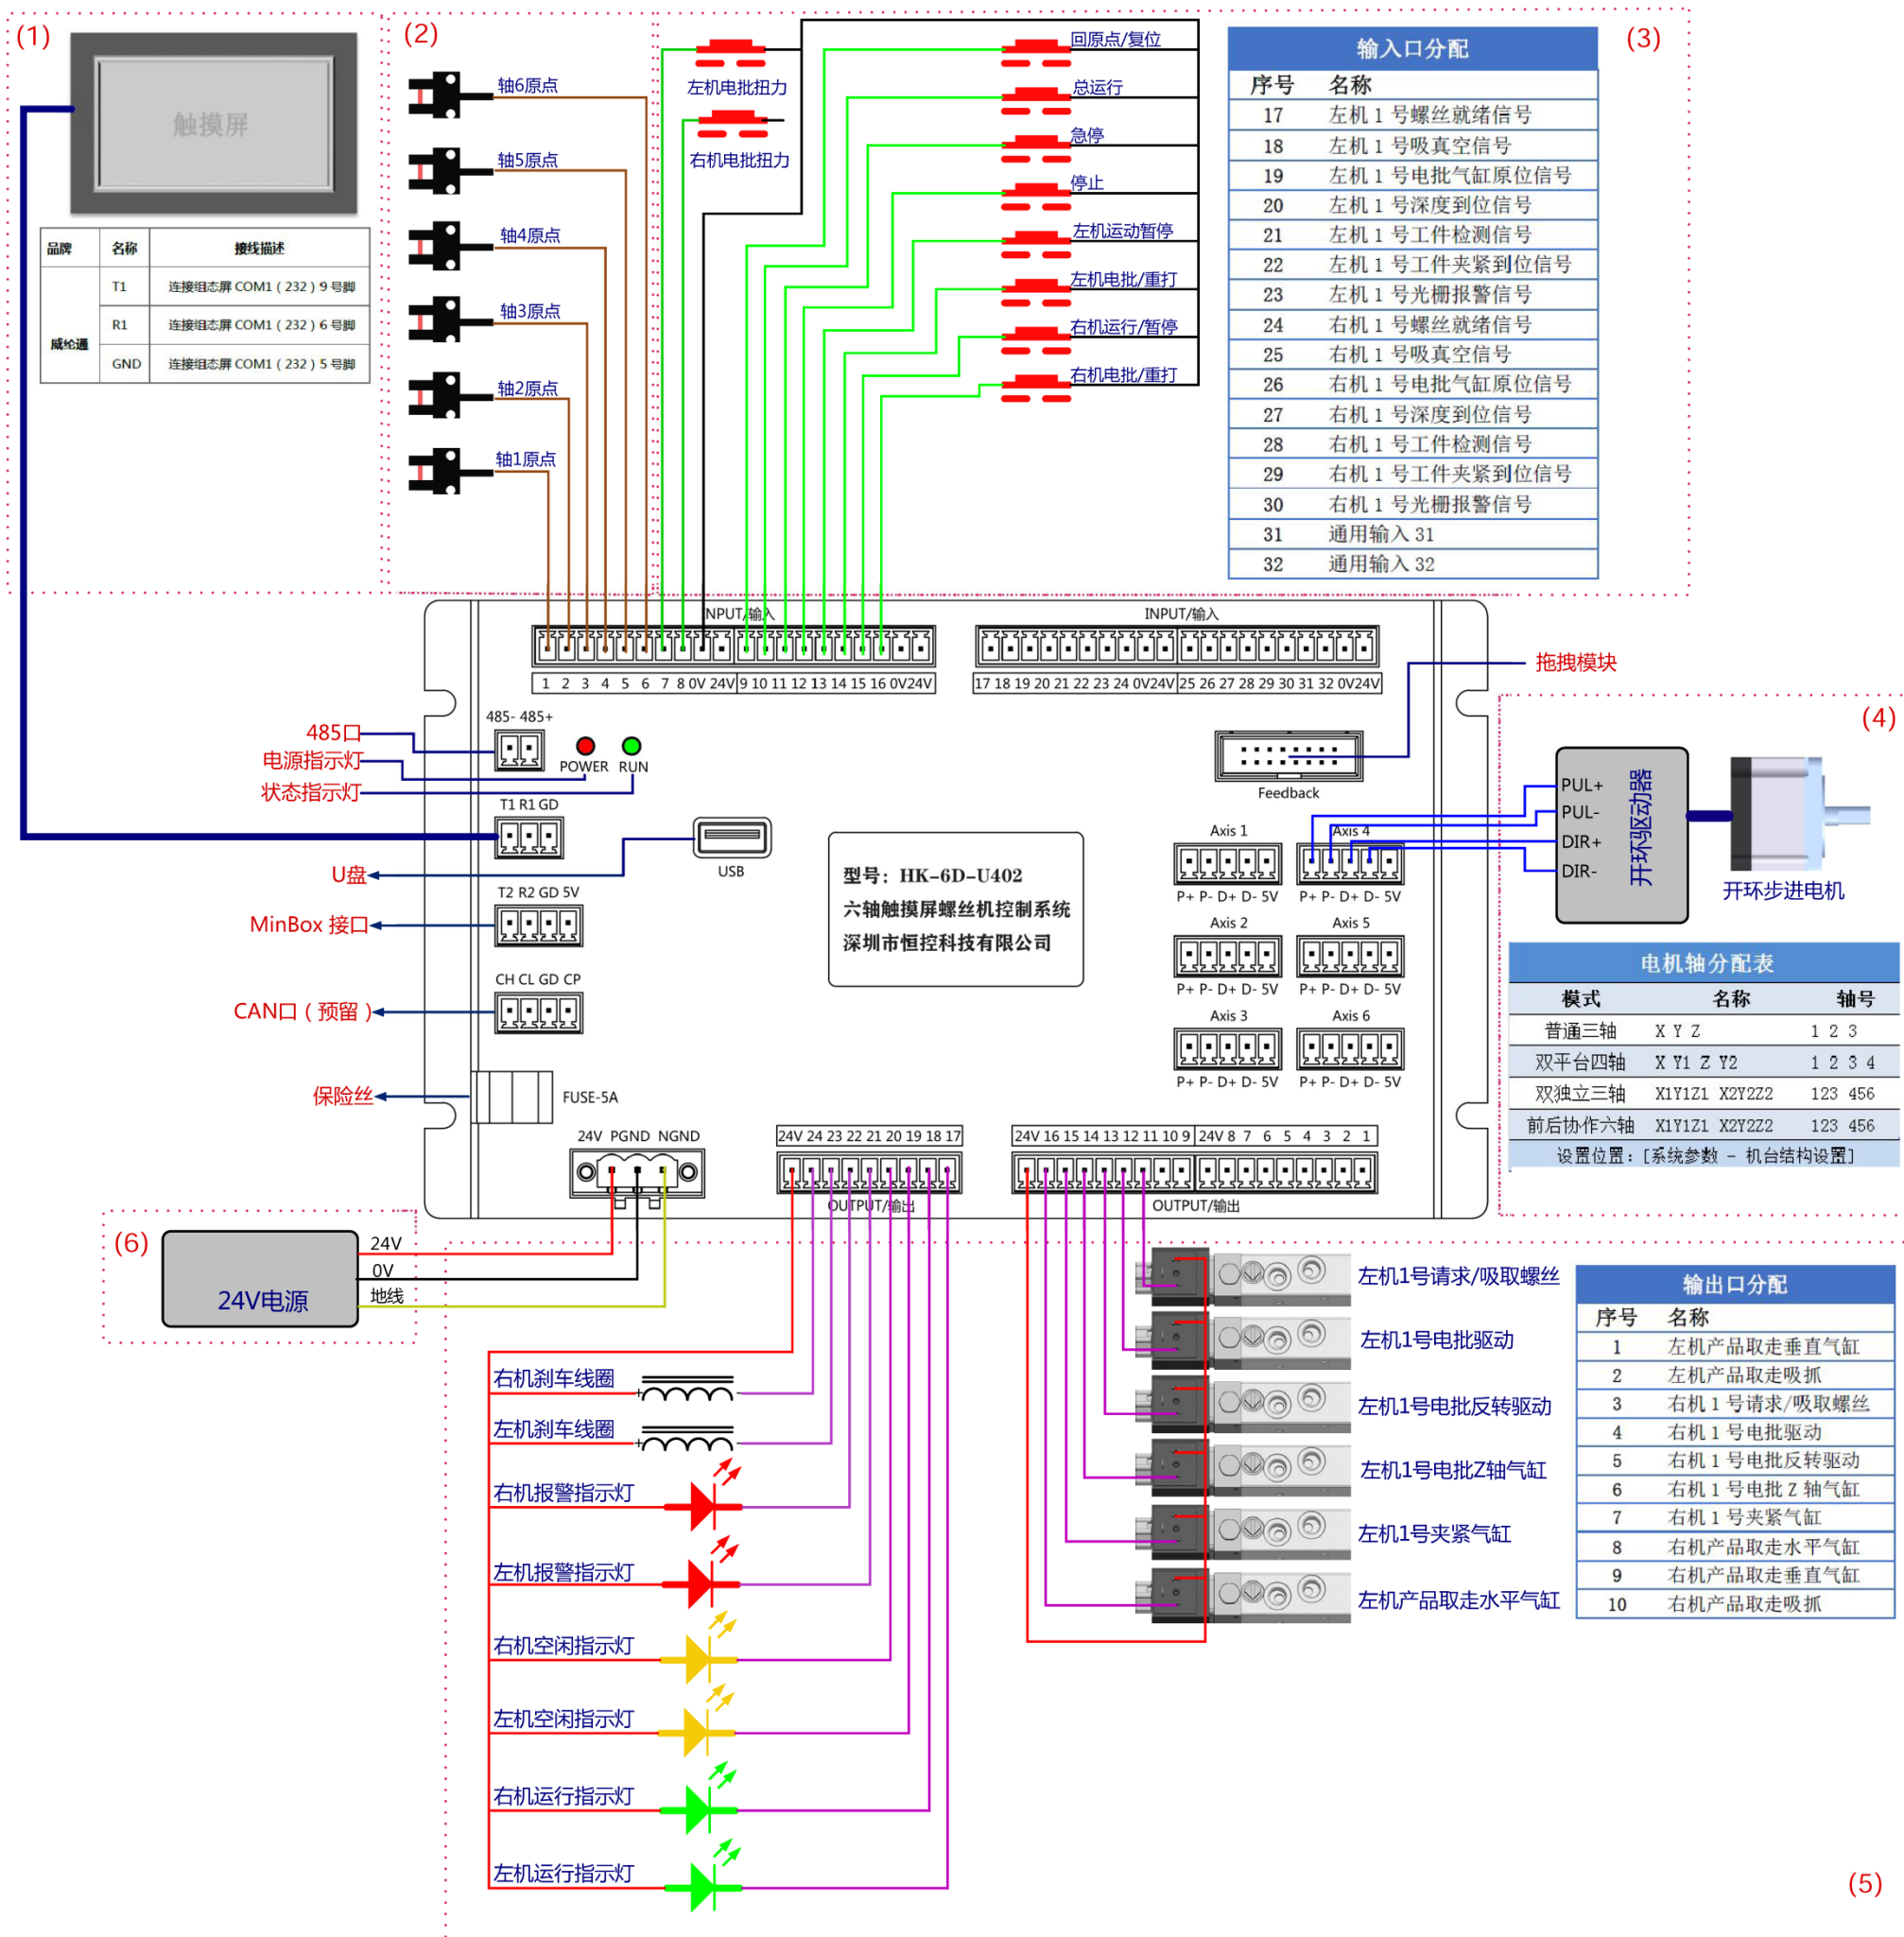 (1)
触摸屏
品牌 名称 接线描述
威纶通
T1 连接组态屏 COM1（232）9 号脚
R1 连接组态屏 COM1（232）6 号脚
GND 连接组态屏 COM1（232）5 号脚
(2)
轴6原点
轴5原点
轴4原点
轴3原点
轴2原点
轴1原点
(3)
左机电批扭力
右机电批扭力
回原点/复位
总运行
急停
停止
左机运动暂停
左机电批/重打
右机运行/暂停
右机电批/重打
输入口分配
序号 名称
17 左机 1 号螺丝就绪信号
18 左机 1 号吸真空信号
19 左机 1 号电批气缸原位信号
20 左机 1 号深度到位信号
21 左机 1 号工件检测信号
22 左机 1 号工件夹紧到位信号
23 左机 1 号光栅报警信号
24 右机 1 号螺丝就绪信号
25 右机 1 号吸真空信号
26 右机 1 号电批气缸原位信号
27 右机 1 号深度到位信号
28 右机 1 号工件检测信号
29 右机 1 号工件夹紧到位信号
30 右机 1 号光栅报警信号
31 通用输入 31
32 通用输入 32
INPUT/输入
1 2 3 4 5 6 7 8 0V 24V 9 10 11 12 13 14 15 16 0V24V
INPUT/输入
17 18 19 20 21 22 23 24 0V24V 25 26 27 28 29 30 31 32 0V24V
拖拽模块
485- 485+
485口
电源指示灯
状态指示灯
POWER RUN
T1 R1 GD
U盘
USB
T2 R2 GD 5V
MinBox 接口
CH CL GD CP
CAN口（预留）
保险丝
FUSE-5A
型号：HK-6D-U402
六轴触摸屏螺丝机控制系统
深圳市恒控科技有限公司
Feedback
Axis 1
P+ P- D+ D- 5V
Axis 4
P+ P- D+ D- 5V
Axis 2
P+ P- D+ D- 5V
Axis 5
P+ P- D+ D- 5V
Axis 3
P+ P- D+ D- 5V
Axis 6
P+ P- D+ D- 5V
(4)
PUL+
PUL-
DIR+
DIR-
开环驱动器
开环步进电机
电机轴分配表
模式 名称 轴号
普通三轴 X Y Z 1 2 3
双平台四轴 X Y1 Z Y2 1 2 3 4
双独立三轴 X1Y1Z1 X2Y2Z2 123 456
前后协作六轴 X1Y1Z1 X2Y2Z2 123 456
设置位置：[系统参数 - 机台结构设置]
24V PGND NGND
24V 24 23 22 21 20 19 18 17
OUTPUT/输出
24V 16 15 14 13 12 11 10 9 24V 8 7 6 5 4 3 2 1
OUTPUT/输出
(6)
24V电源
24V
0V
地线
右机刹车线圈
+ -
左机刹车线圈
+ -
右机报警指示灯
左机报警指示灯
右机空闲指示灯
左机空闲指示灯
右机运行指示灯
左机运行指示灯
左机1号请求/吸取螺丝
左机1号电批驱动
左机1号电批反转驱动
左机1号电批Z轴气缸
左机1号夹紧气缸
左机产品取走水平气缸
输出口分配
序号 名称
1 左机产品取走垂直气缸
2 左机产品取走吸抓
3 右机 1 号请求/吸取螺丝
4 右机 1 号电批驱动
5 右机 1 号电批反转驱动
6 右机 1 号电批 Z 轴气缸
7 右机 1 号夹紧气缸
8 右机产品取走水平气缸
9 右机产品取走垂直气缸
10 右机产品取走吸抓
(5)